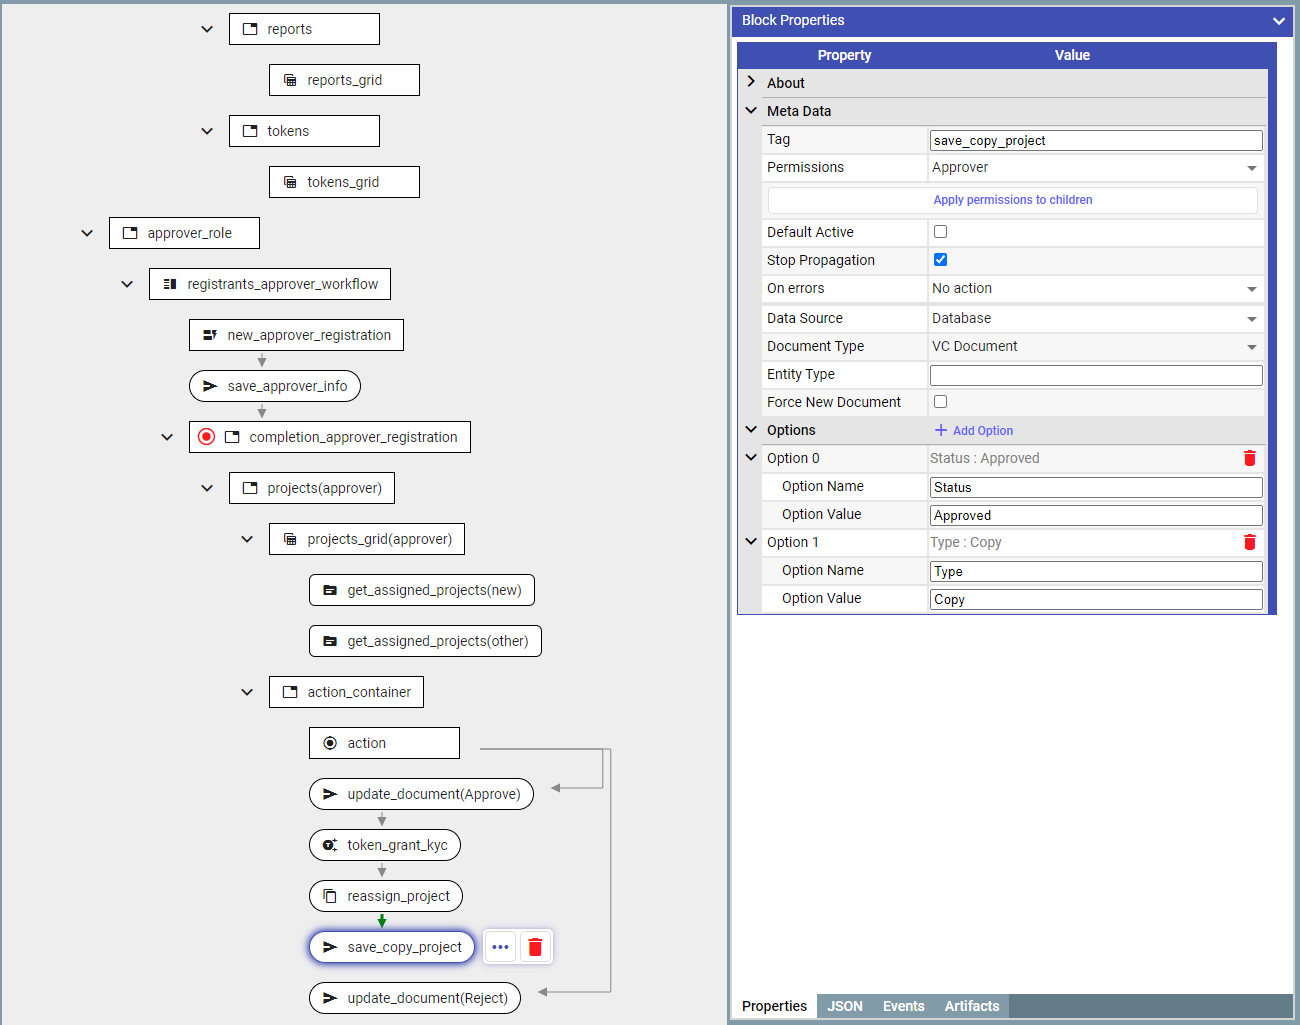 reports
reports_grid
tokens
tokens_grid
approver_role
registrants_approver_workflow
new_approver_registration
save_approver_info
completion_approver_registration
projects(approver)
projects_grid(approver)
get_assigned_projects(new)
get_assigned_projects(other)
action_container
action
update_document(Approve)
token_grant_kyc
reassign_project
save_copy_project
update_document(Reject)
Block Properties
Property Value
About
Meta Data
Tag save_copy_project
Permissions Approver
Apply permissions to children
Default Active
Stop Propagation
On errors No action
Data Source Database
Document Type VC Document
Entity Type
Force New Document
Options + Add Option
Option 0 Status : Approved
Option Name Status
Option Value Approved
Option 1 Type : Copy
Option Name Type
Option Value Copy
Properties JSON Events Artifacts